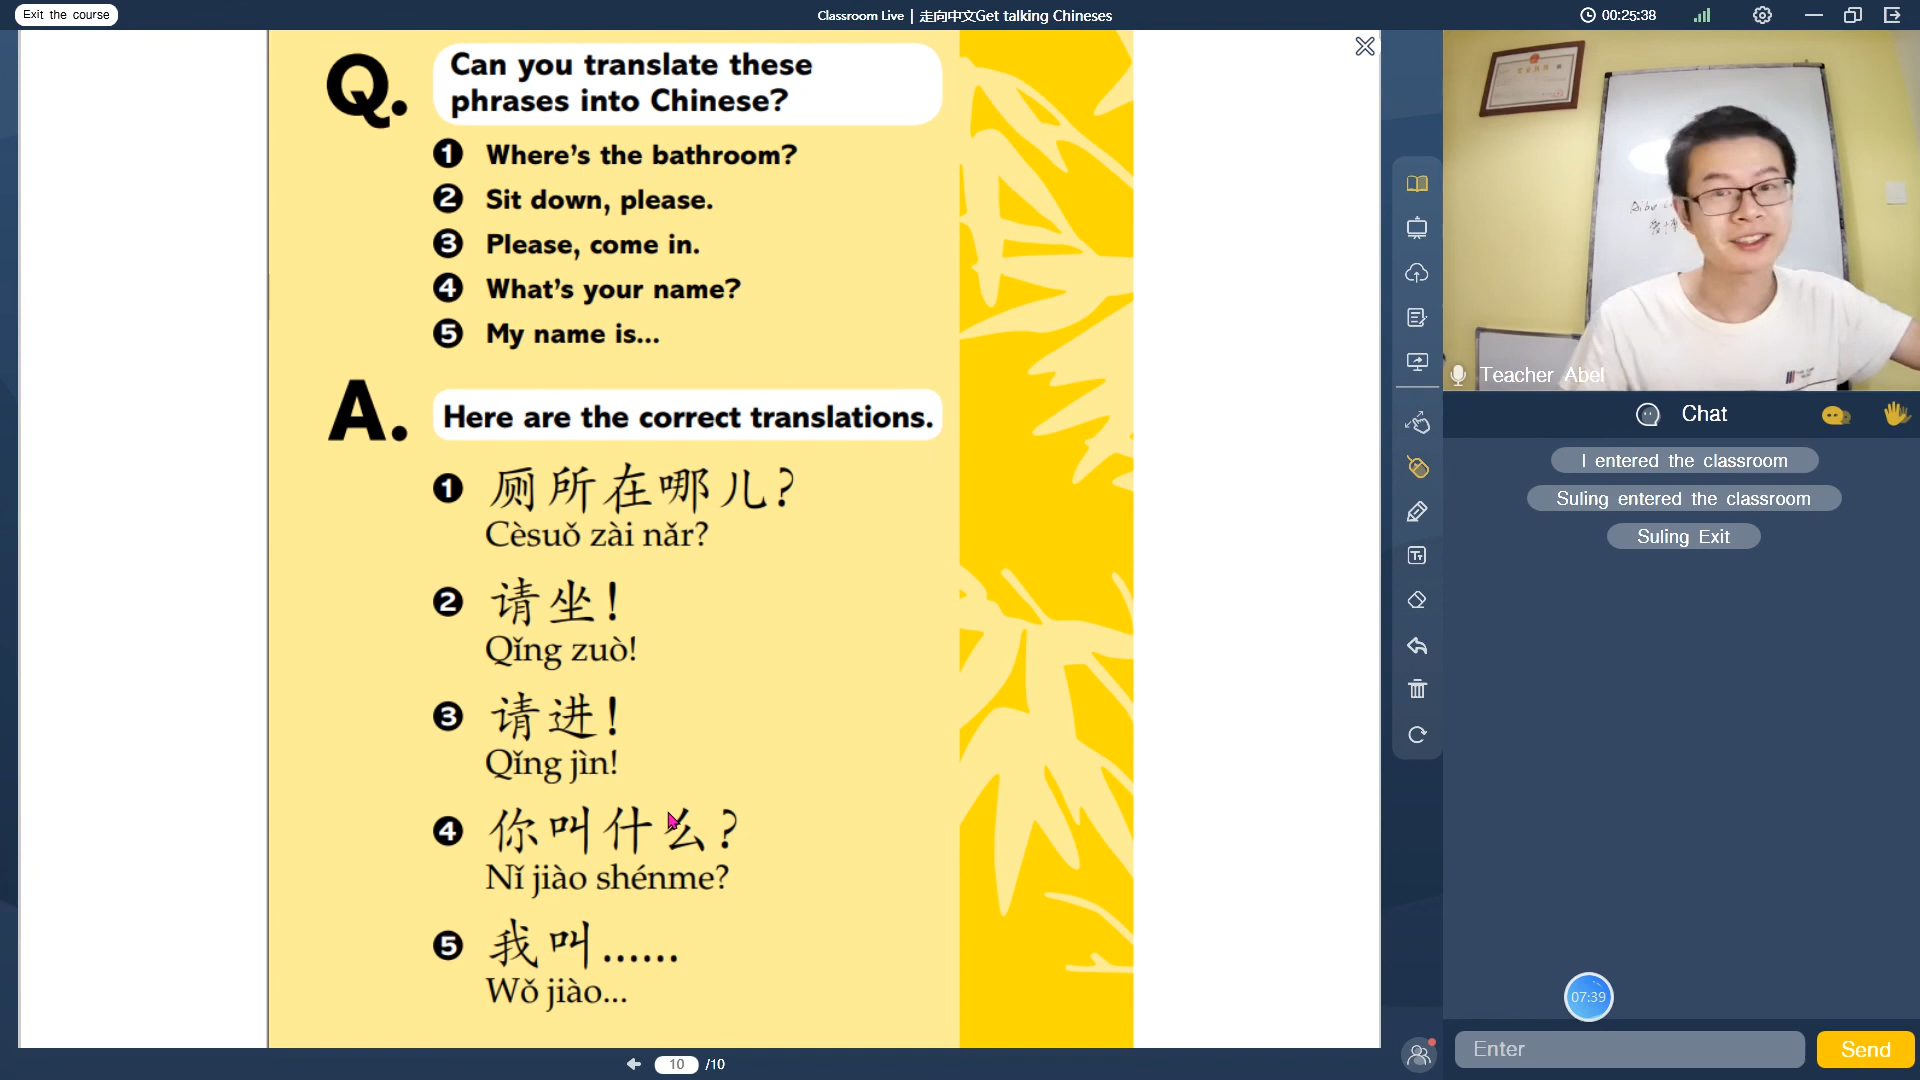 Exit the course
Classroom Live | 走向中文Get talking Chineses
00:25:38
Q.
Can you translate these
phrases into Chinese?
1 Where's the bathroom?
2 Sit down, please.
3 Please, come in.
4 What's your name?
5 My name is...
A.
Here are the correct translations.
1 厕所在哪儿?
Cèsuǒ zài nǎr?
2 请坐!
Qǐng zuò!
3 请进!
Qǐng jìn!
4 你叫什么?
Nǐ jiào shénme?
5 我叫......
Wǒ jiào...
10 /10
Teacher Abel
Chat
I entered the classroom
Suling entered the classroom
Suling Exit
07:39
Enter
Send